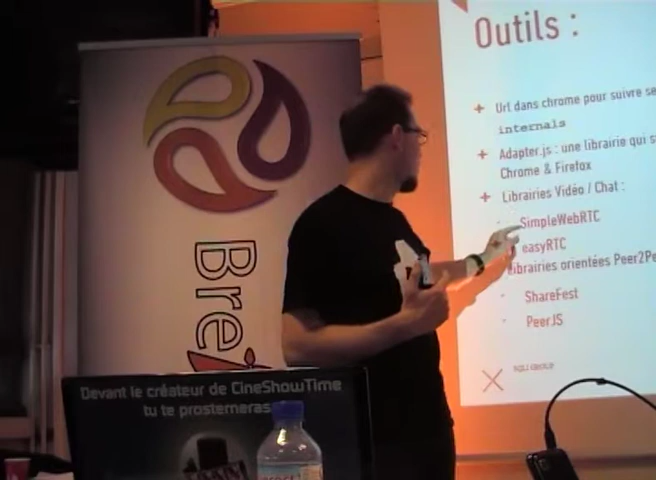 Outils :
Url dans chrome pour suivre se
internals
Adapter.js : une librairie qui s
Chrome & Firefox
Librairies Vidéo / Chat :
SimpleWebRTC
easyRTC
Librairies orientées Peer2Pe
ShareFest
PeerJS
Br
Bre
Devant le créateur de CineShowTime
tu te prosterneras